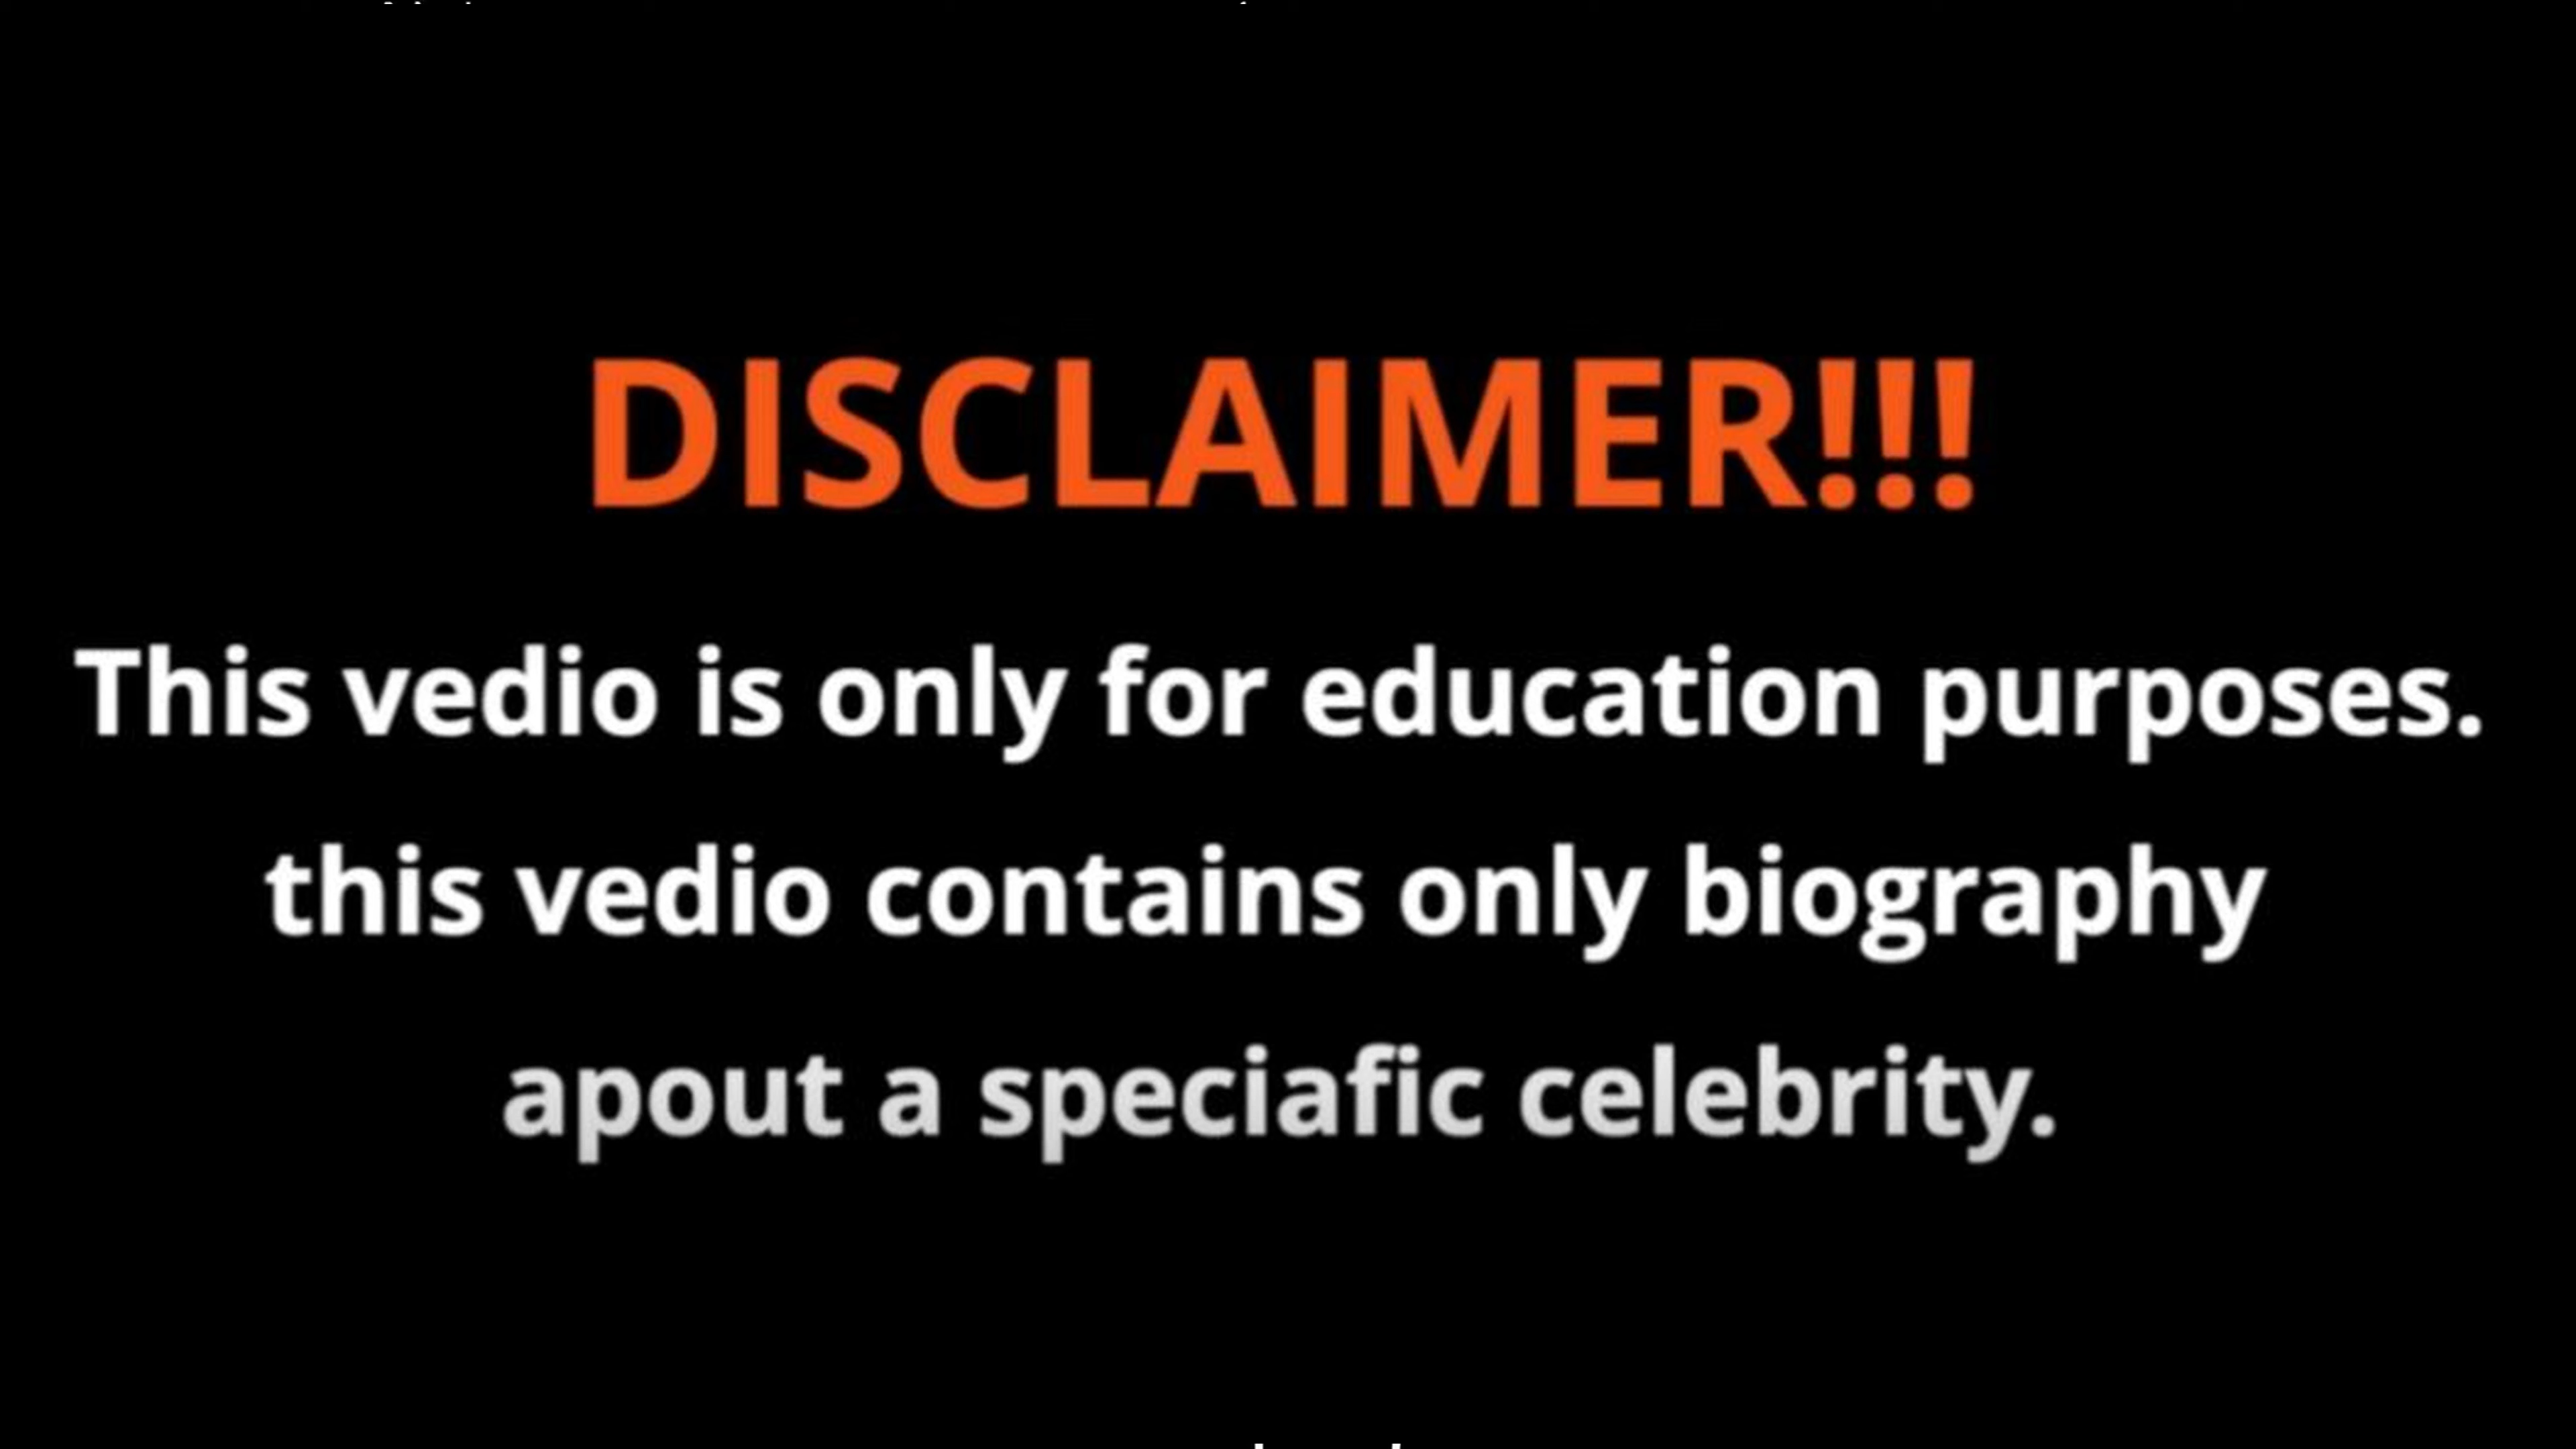 DISCLAIMER!!!
This vedio is only for education purposes.
this vedio contains only biography
apout a speciafic celebrity.